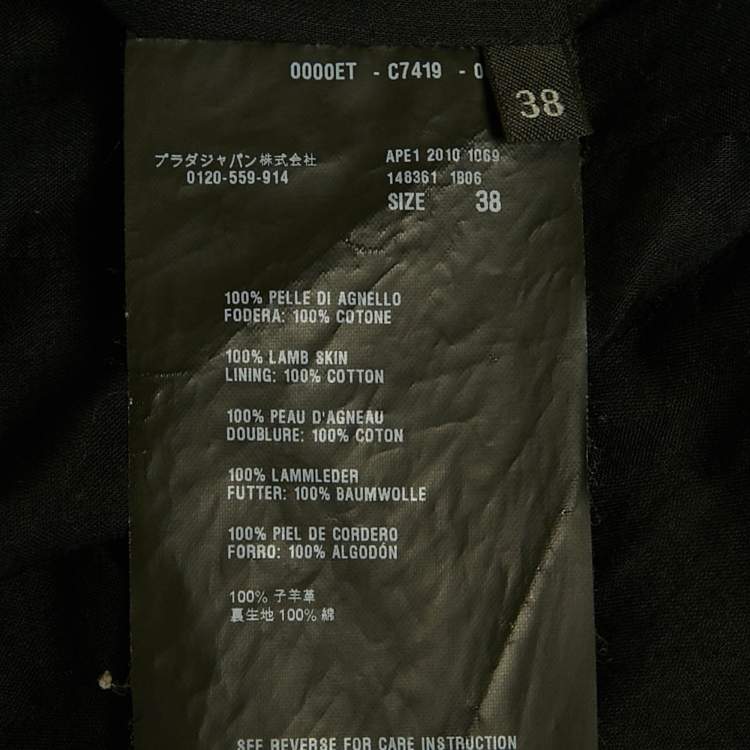 0000ET - C7419 - 0
38
プラダジャパン株式会社
0120-559-914
APE1 2010 1069
148361 1B06
SIZE 38
100% PELLE DI AGNELLO
FODERA: 100% COTONE
100% LAMB SKIN
LINING: 100% COTTON
100% PEAU D'AGNEAU
DOUBLURE: 100% COTON
100% LAMMLEDER
FUTTER: 100% BAUMWOLLE
100% PIEL DE CORDERO
FORRO: 100% ALGODÓN
100% 子羊革
裏生地 100% 綿
SEE REVERSE FOR CARE INSTRUCTION